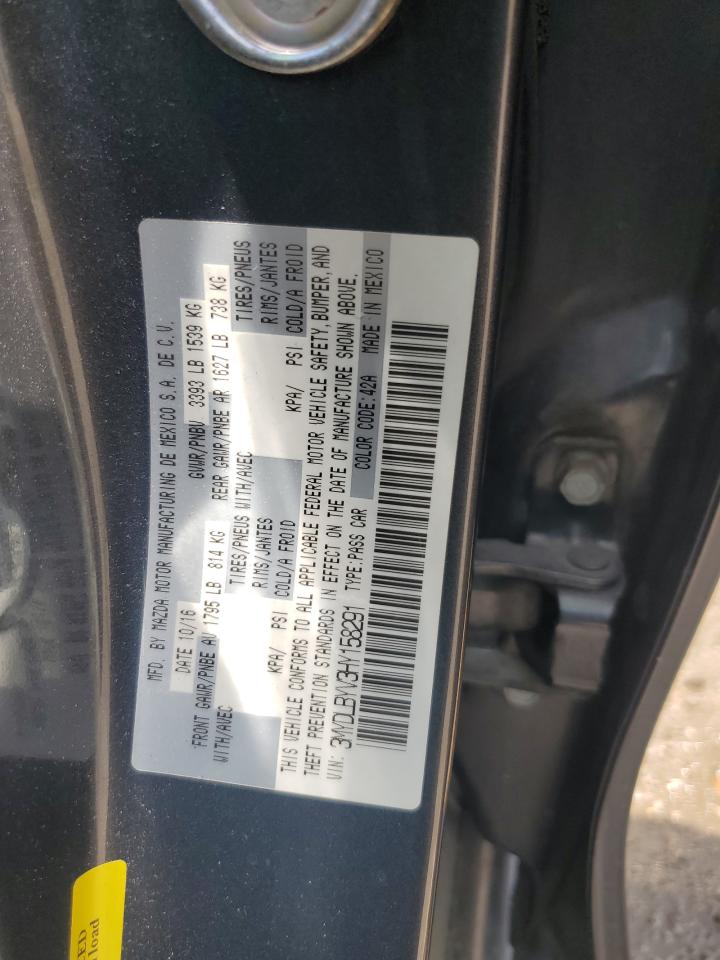 MFD. BY MAZDA MOTOR MANUFACTURING DE MEXICO S.A. DE C.V.
DATE 10/16 GVWR/PNBV 3393 LB 1539 KG
FRONT GAWR/PNBE AV 1795 LB 814 KG REAR GAWR/PNBE AR 1627 LB 738 KG
WITH/AVEC TIRES/PNEUS WITH/AVEC TIRES/PNEUS
RIMS/JANTES RIMS/JANTES
KPA/ PSI COLD/A FROID KPA/ PSI COLD/A FROID
THIS VEHICLE CONFORMS TO ALL APPLICABLE FEDERAL MOTOR VEHICLE SAFETY, BUMPER, AND
THEFT PREVENTION STANDARDS IN EFFECT ON THE DATE OF MANUFACTURE SHOWN ABOVE.
VIN: 3MYDLBYV3HY158291 TYPE: PASS CAR COLOR CODE: 42A MADE IN MEXICO
load